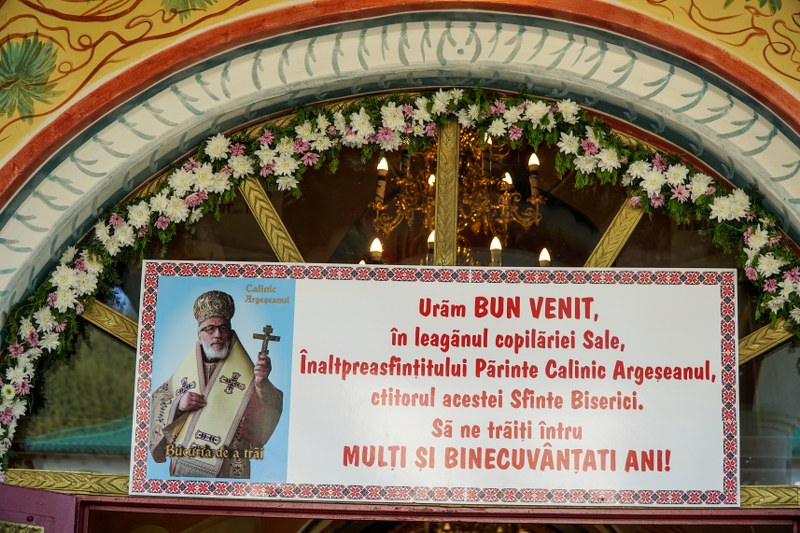 Calinic
Argeșeanul
Bucuria de a trăi
Urăm BUN VENIT,
în leagănul copilăriei Sale,
Înaltpreasfințitului Părinte Calinic Argeșeanul,
ctitorul acestei Sfinte Biserici.
Să ne trăiți întru
MULȚI ȘI BINECUVÂNȚATI ANI!